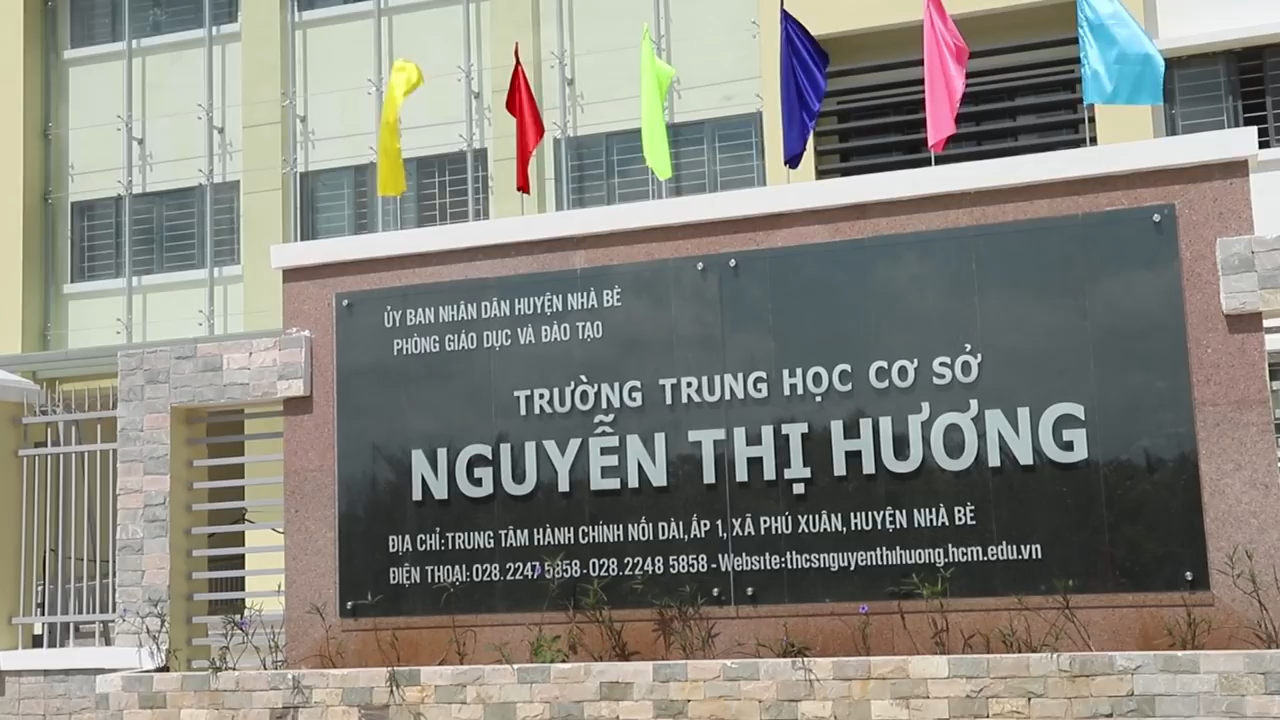 ỦY BAN NHÂN DÂN HUYỆN NHÀ BÈ
PHÒNG GIÁO DỤC VÀ ĐÀO TẠO
TRƯỜNG TRUNG HỌC CƠ SỞ
NGUYỄN THỊ HƯƠNG
ĐỊA CHỈ:TRUNG TÂM HÀNH CHÍNH NỐI DÀI,ẤP 1, XÃ PHÚ XUÂN, HUYỆN NHÀ BÈ
ĐIỆN THOẠI: 028.2247 5858 - 028.2248 5858 - Website:thcsnguyenthihuong.hcm.edu.vn